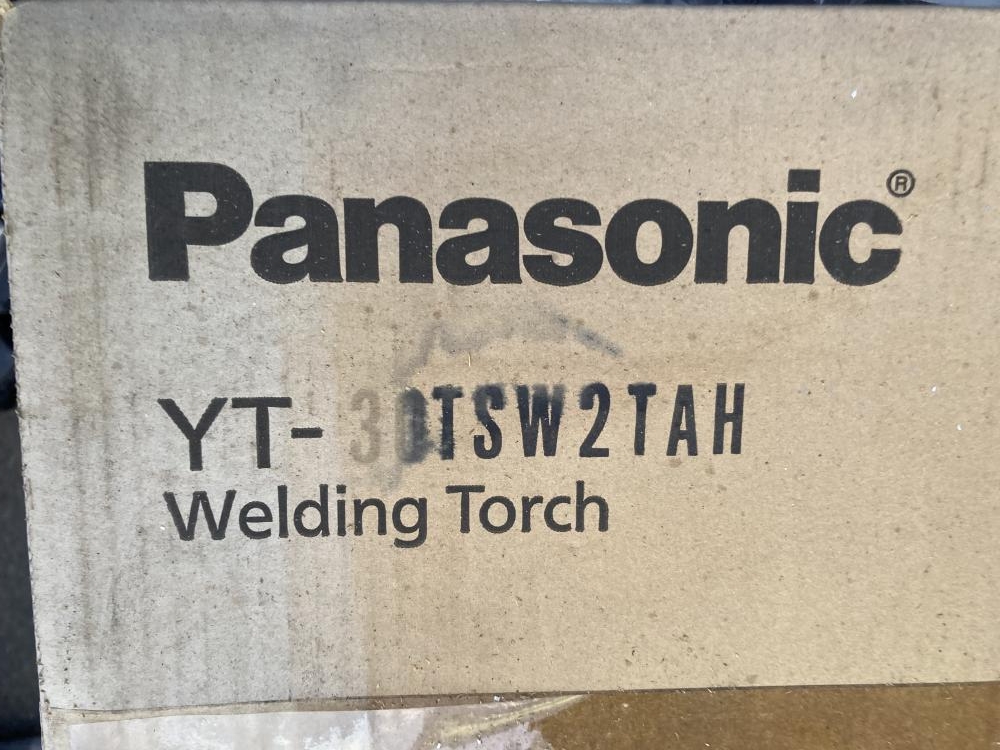 Panasonic®
YT-30TSW2TAH
Welding Torch